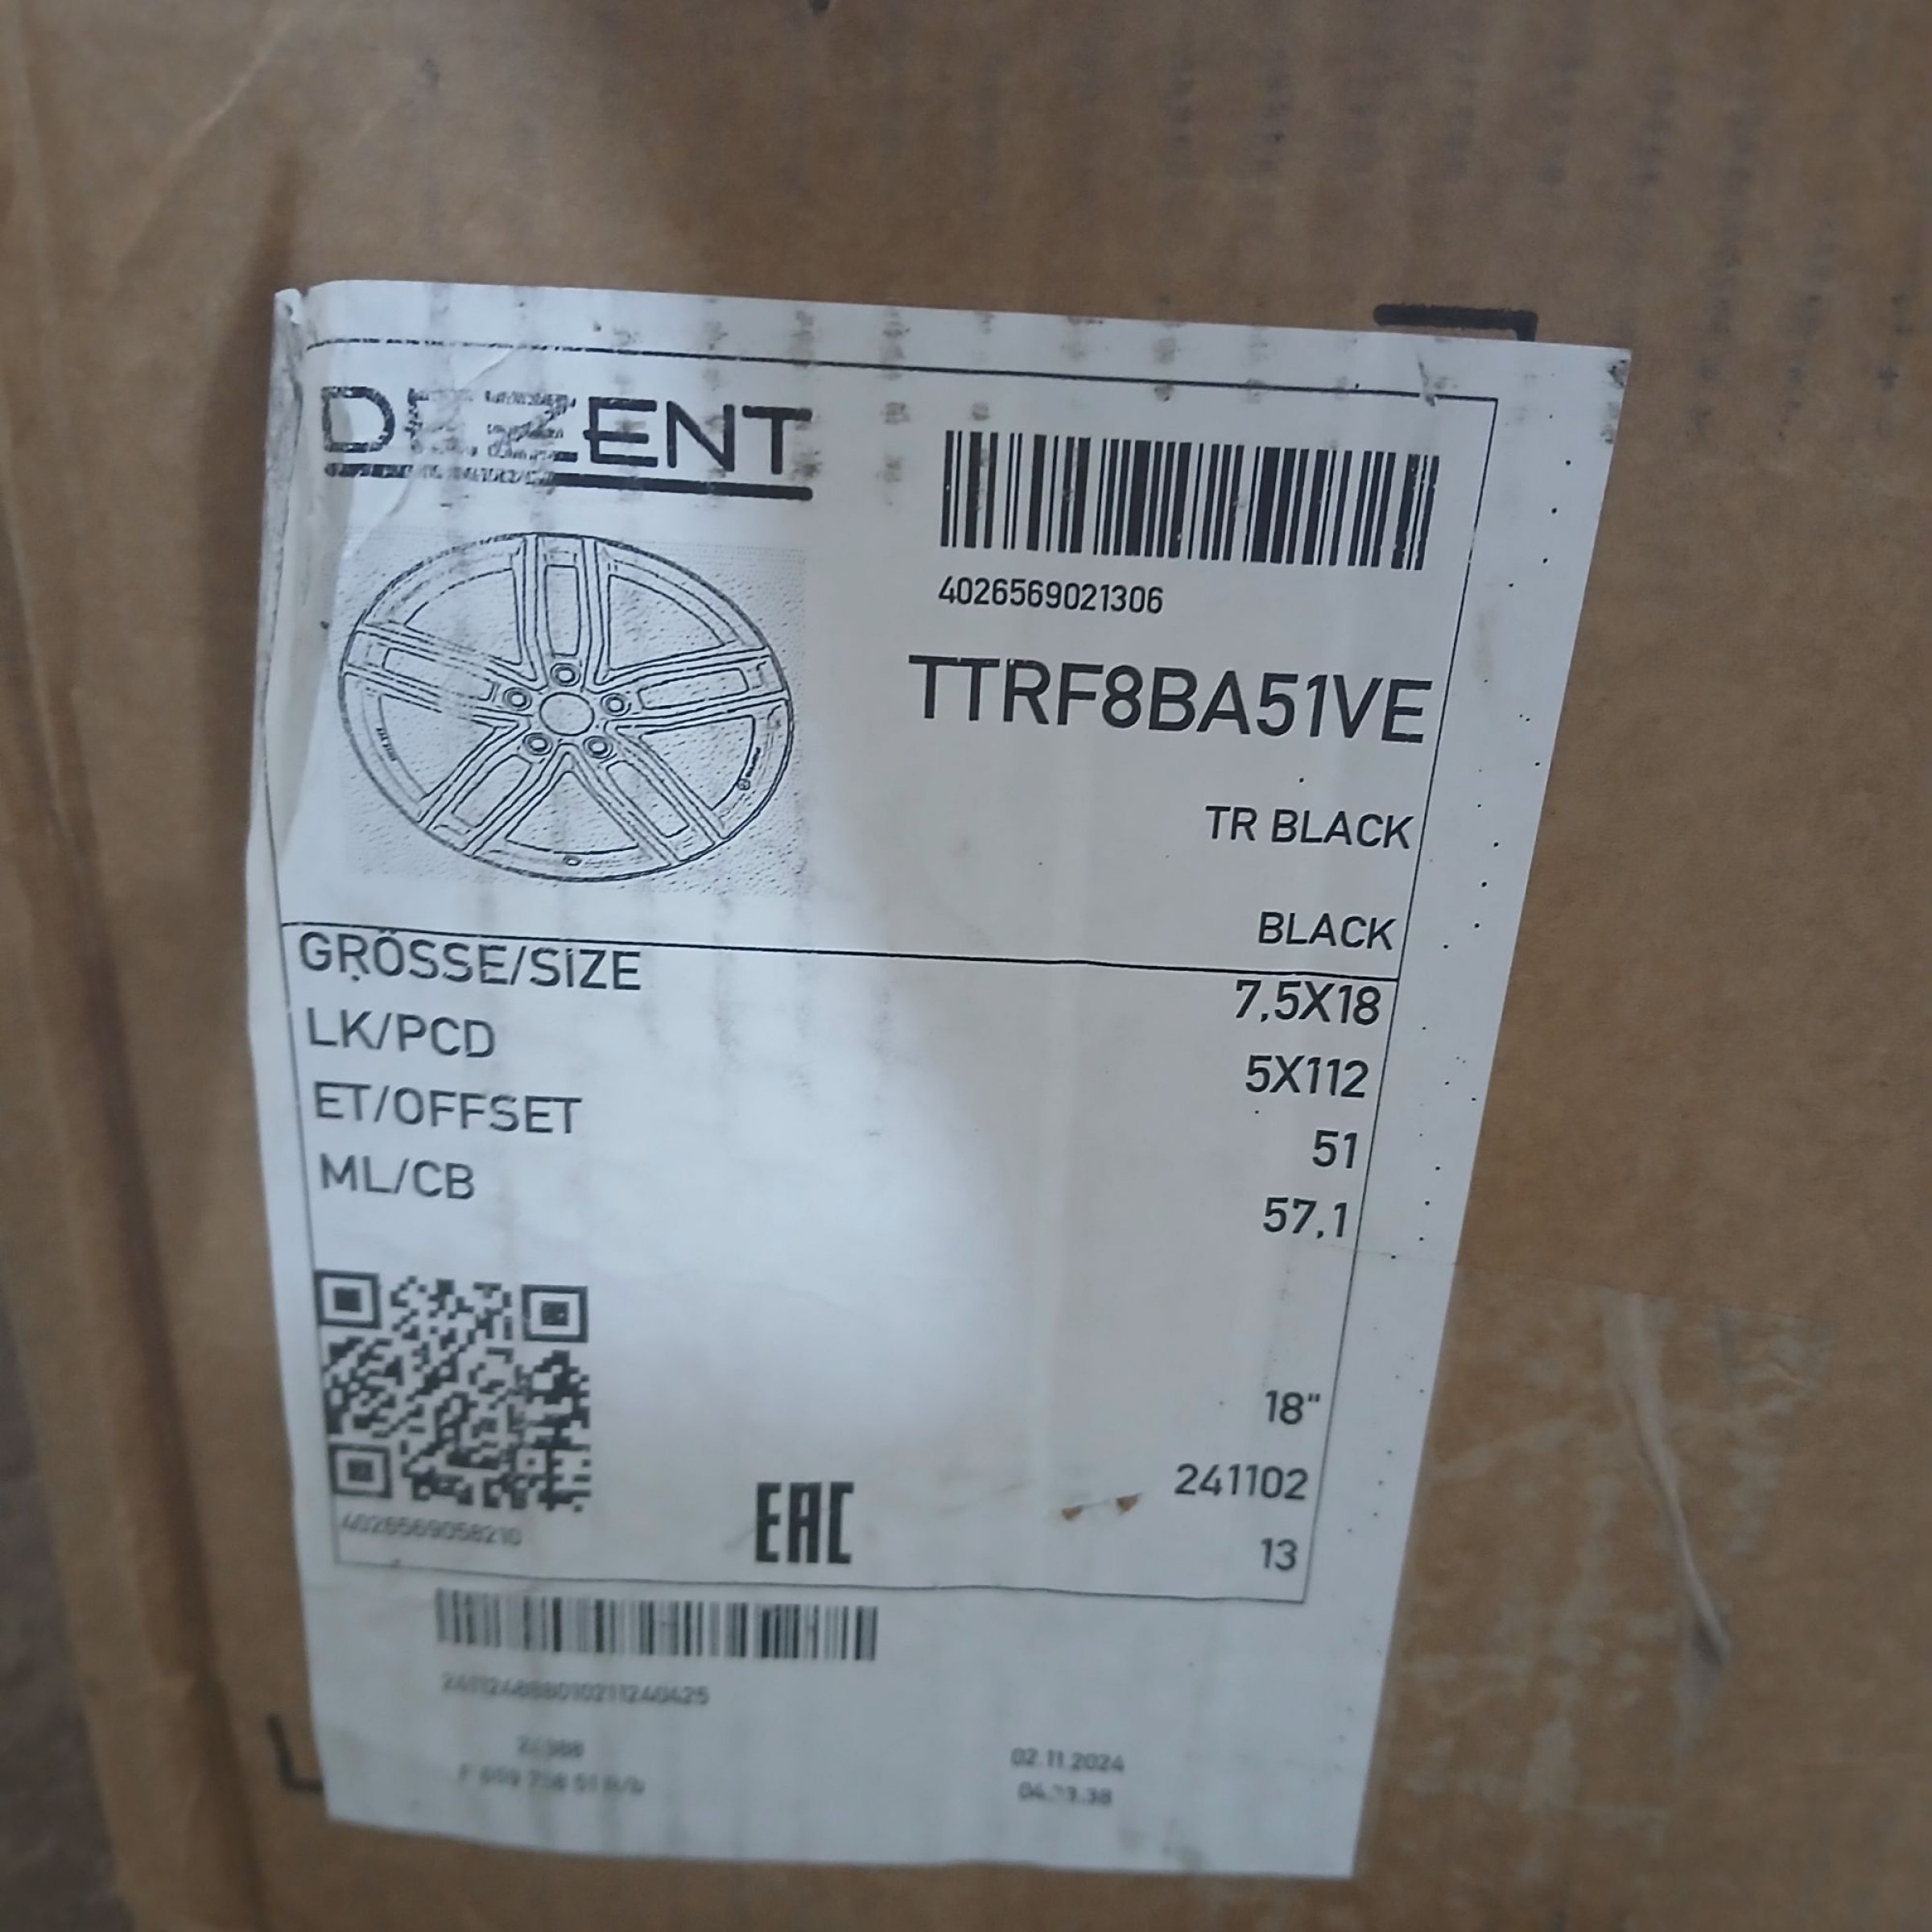 DEZENT
4026569021306
TTRF8BA51VE
TR BLACK
BLACK
GRÖSSE/SIZE 7,5X18
LK/PCD 5X112
ET/OFFSET 51
ML/CB 57,1
18"
241102
13
4026569058210
EAC
02.11.2024